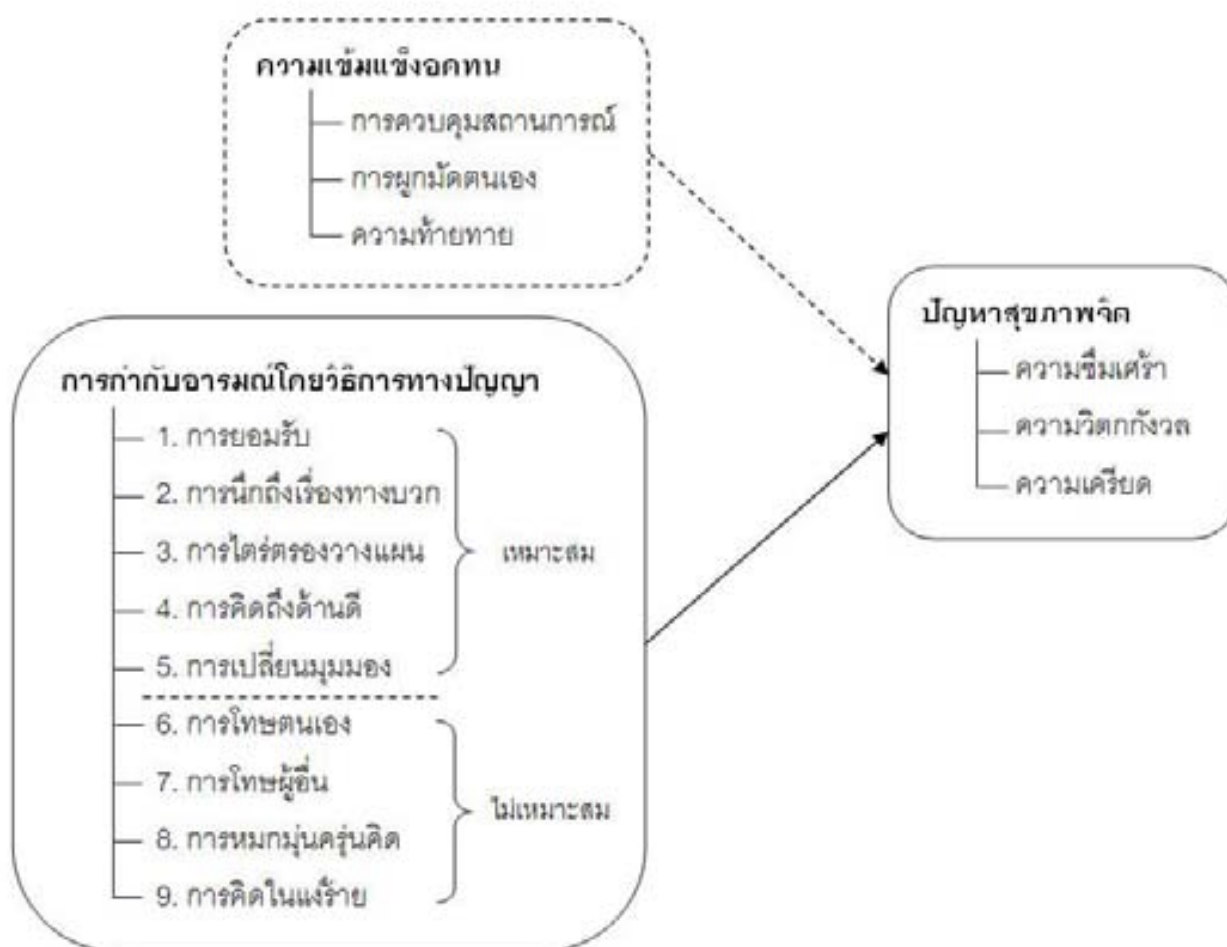 ความเข้มแข็งอดทน
การควบคุมสถานการณ์
การผูกมัดตนเอง
ความท้าทาย
ปัญหาสุขภาพจิต
ความซึมเศร้า
ความวิตกกังวล
ความเครียด
การกำกับอารมณ์โดยวิธีการทางปัญญา
1. การยอมรับ
2. การนึกถึงเรื่องทางบวก
3. การไตร่ตรองวางแผน
4. การคิดถึงด้านดี
5. การเปลี่ยนมุมมอง
เหมาะสม
6. การโทษตนเอง
7. การโทษผู้อื่น
8. การหมกมุ่นครุ่นคิด
9. การคิดในแง่ร้าย
ไม่เหมาะสม